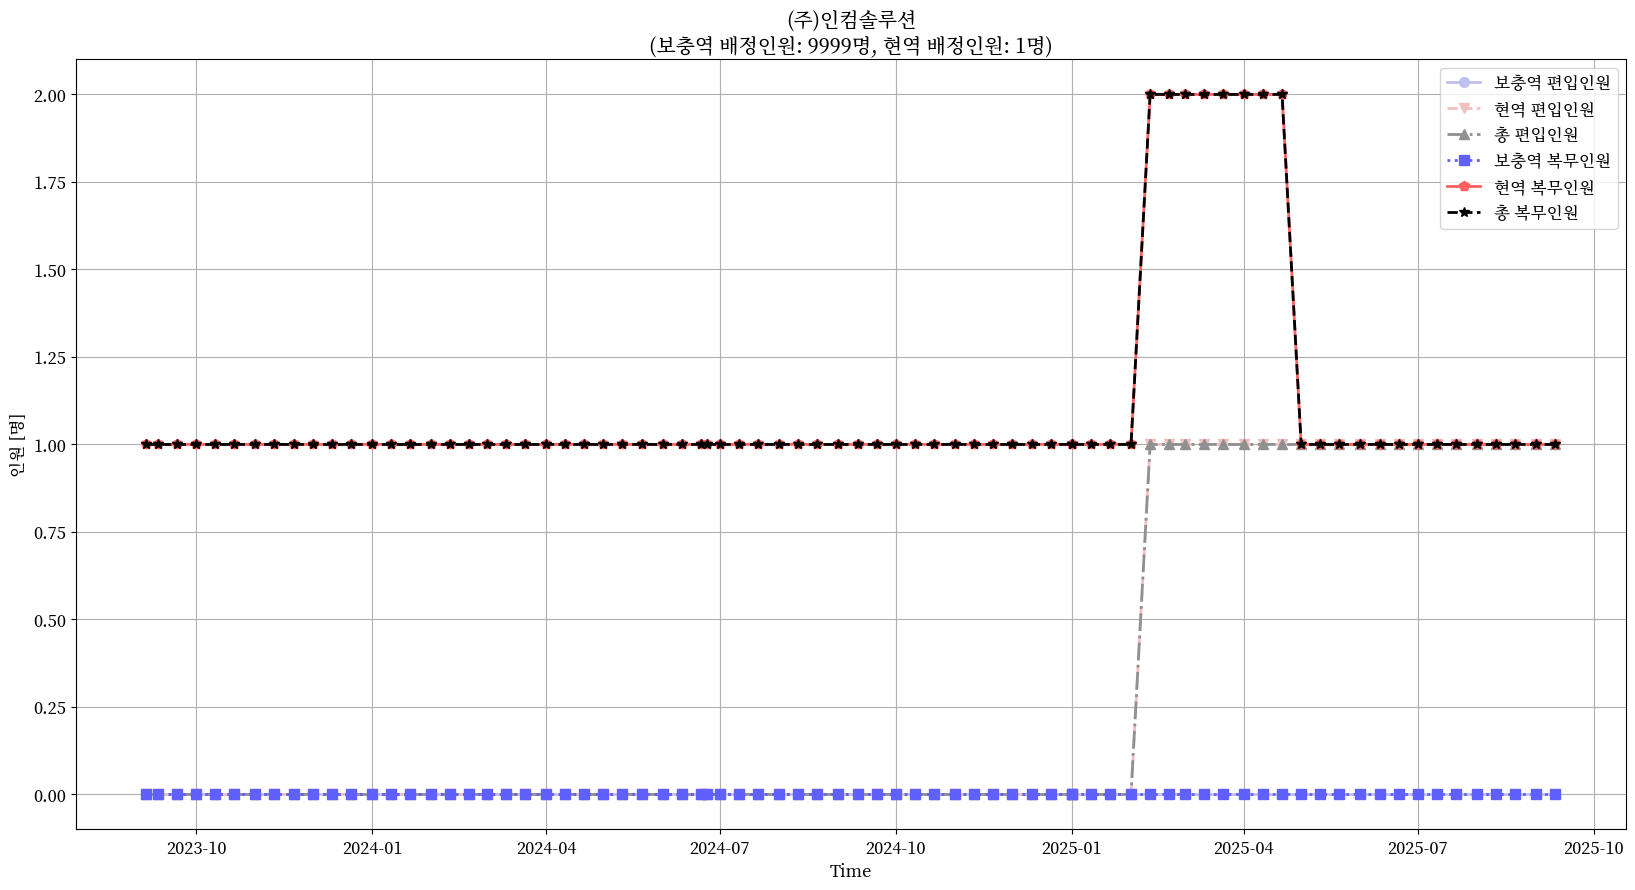 (주)인컴솔루션
(보충역 배정인원: 9999명, 현역 배정인원: 1명)
보충역 편입인원
현역 편입인원
총 편입인원
보충역 복무인원
현역 복무인원
총 복무인원
인원 [명]
2.00
1.75
1.50
1.25
1.00
0.75
0.50
0.25
0.00
2023-10
2024-01
2024-04
2024-07
2024-10
2025-01
2025-04
2025-07
2025-10
Time